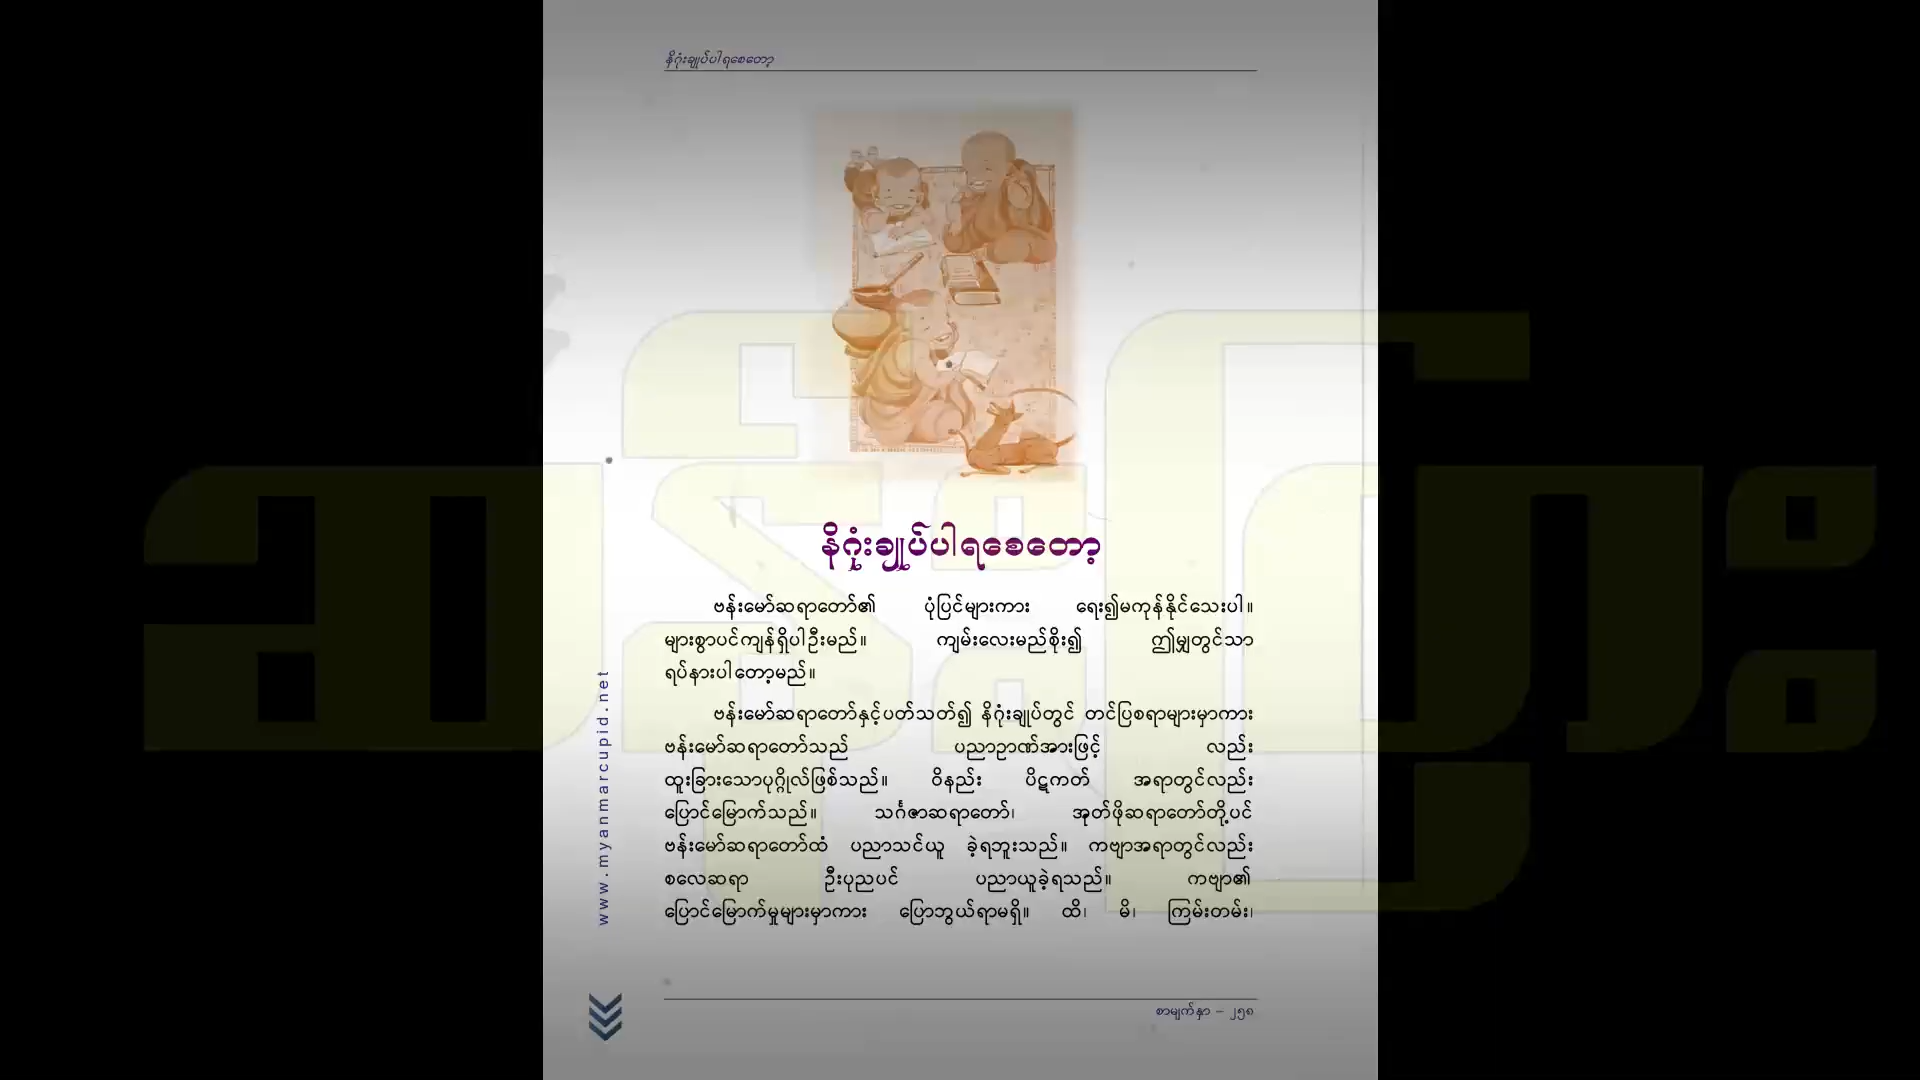 နိဂုံးချုပ်ပါရစေတော့
နိဂုံးချုပ်ပါရစေတော့
ဗန်းမော်ဆရာတော်၏ ပုံပြင်များကား ရေး၍မကုန်နိုင်သေးပါ။
များစွာပင်ကျန်ရှိပါဦးမည်။ ကျမ်းလေးမည်စိုး၍ ဤမျှတွင်သာ
ရပ်နားပါတော့မည်။
ဗန်းမော်ဆရာတော်နှင့်ပတ်သတ်၍ နိဂုံးချုပ်တွင် တင်ပြစရာများမှာကား
ဗန်းမော်ဆရာတော်သည် ပညာဉာဏ်အားဖြင့် လည်း
ထူးခြားသောပုဂ္ဂိုလ်ဖြစ်သည်။ ဝိနည်း ပိဋကတ် အရာတွင်လည်း
ပြောင်မြောက်သည်။ သင်္ဂဇာဆရာတော်၊ အုတ်ဖိုဆရာတော်တို့ပင်
ဗန်းမော်ဆရာတော်ထံ ပညာသင်ယူ ခဲ့ရဘူးသည်။ ကဗျာအရာတွင်လည်း
စလေဆရာ ဦးပုညပင် ပညာယူခဲ့ရသည်။ ကဗျာ၏
ပြောင်မြောက်မှုများမှာကား ပြောဘွယ်ရာမရှိ။ ထိ၊ မိ၊ ကြမ်းတမ်း၊
www.myanmarcupid.net
စာမျက်နှာ – ၂၅၈